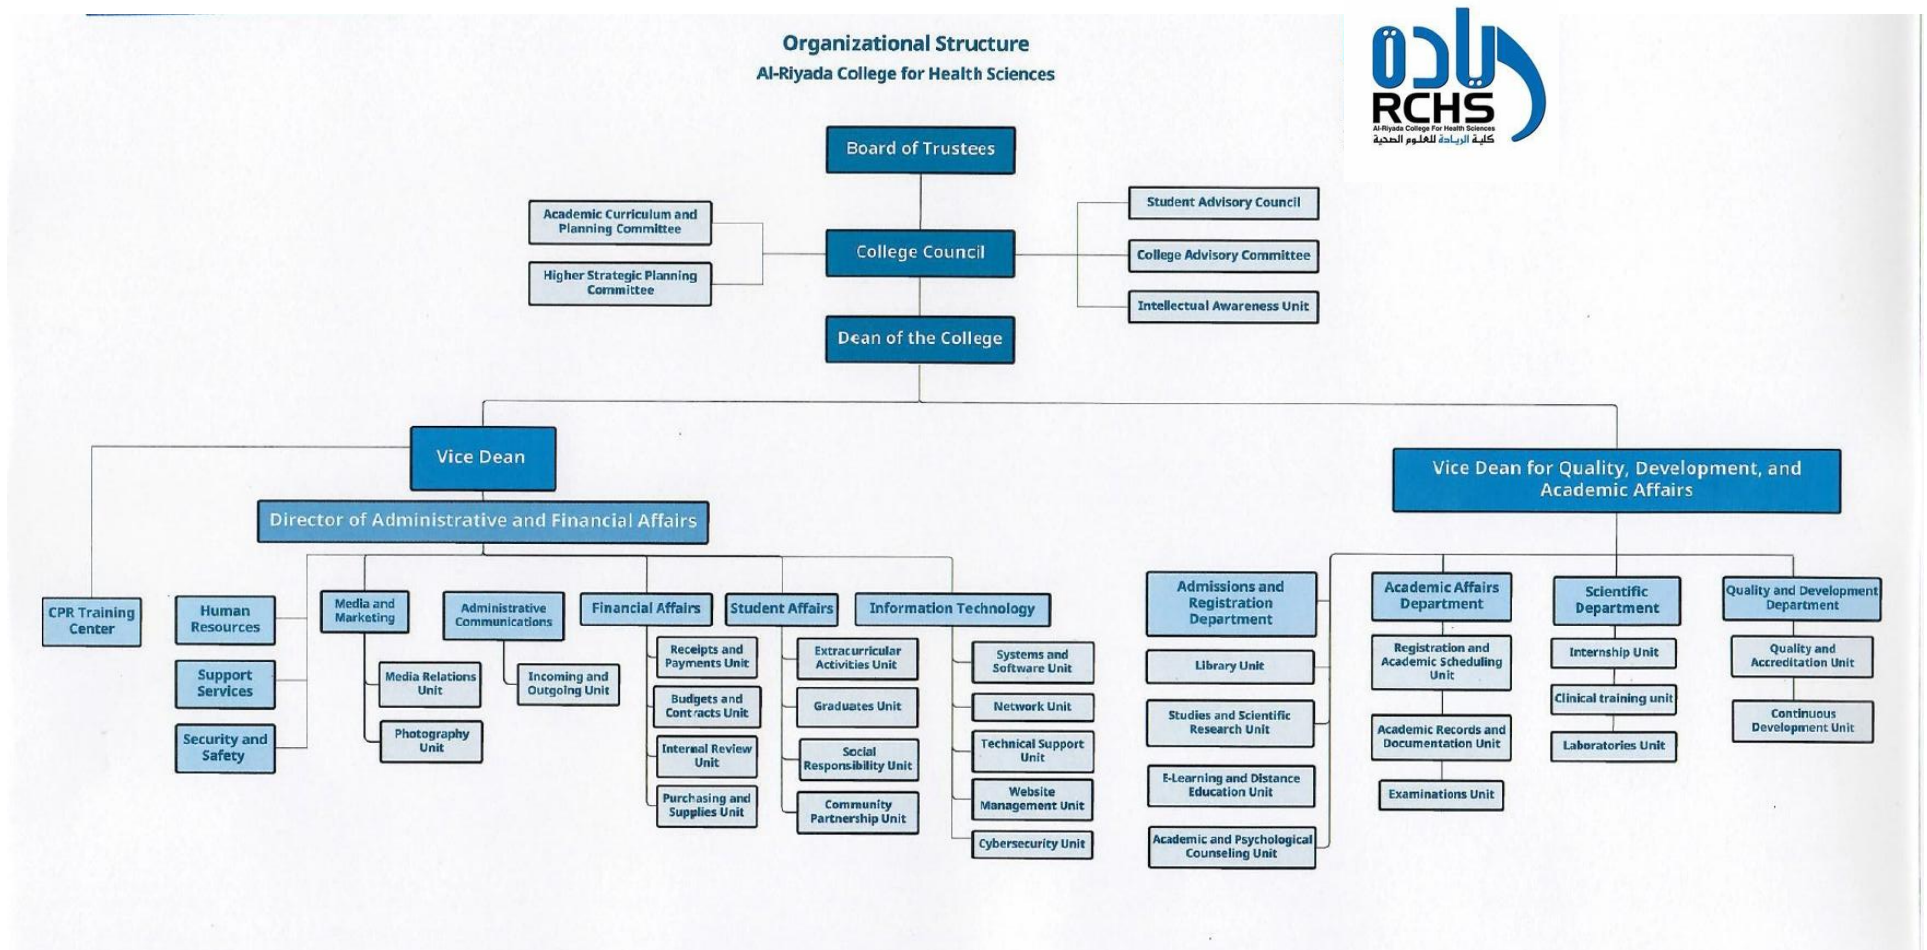 Organizational Structure
Al-Riyada College for Health Sciences
ريادة
RCHS
Al-Riyada College For Health Sciences
كلية الريادة للعلوم الصحية
Board of Trustees
Academic Curriculum and
Planning Committee
Higher Strategic Planning
Committee
College Council
Student Advisory Council
College Advisory Committee
Intellectual Awareness Unit
Dean of the College
Vice Dean
Director of Administrative and Financial Affairs
Vice Dean for Quality, Development, and
Academic Affairs
CPR Training
Center
Human
Resources
Support
Services
Security and
Safety
Media and
Marketing
Media Relations
Unit
Photography
Unit
Administrative
Communications
Incoming and
Outgoing Unit
Financial Affairs
Receipts and
Payments Unit
Budgets and
Contracts Unit
Internal Review
Unit
Purchasing and
Supplies Unit
Student Affairs
Extracurricular
Activities Unit
Graduates Unit
Social
Responsibility Unit
Community
Partnership Unit
Information Technology
Systems and
Software Unit
Network Unit
Technical Support
Unit
Website
Management Unit
Cybersecurity Unit
Admissions and
Registration
Department
Library Unit
Studies and Scientific
Research Unit
E-Learning and Distance
Education Unit
Academic and Psychological
Counseling Unit
Academic Affairs
Department
Registration and
Academic Scheduling
Unit
Academic Records and
Documentation Unit
Examinations Unit
Scientific
Department
Internship Unit
Clinical training unit
Laboratories Unit
Quality and Development
Department
Quality and
Accreditation Unit
Continuous
Development Unit